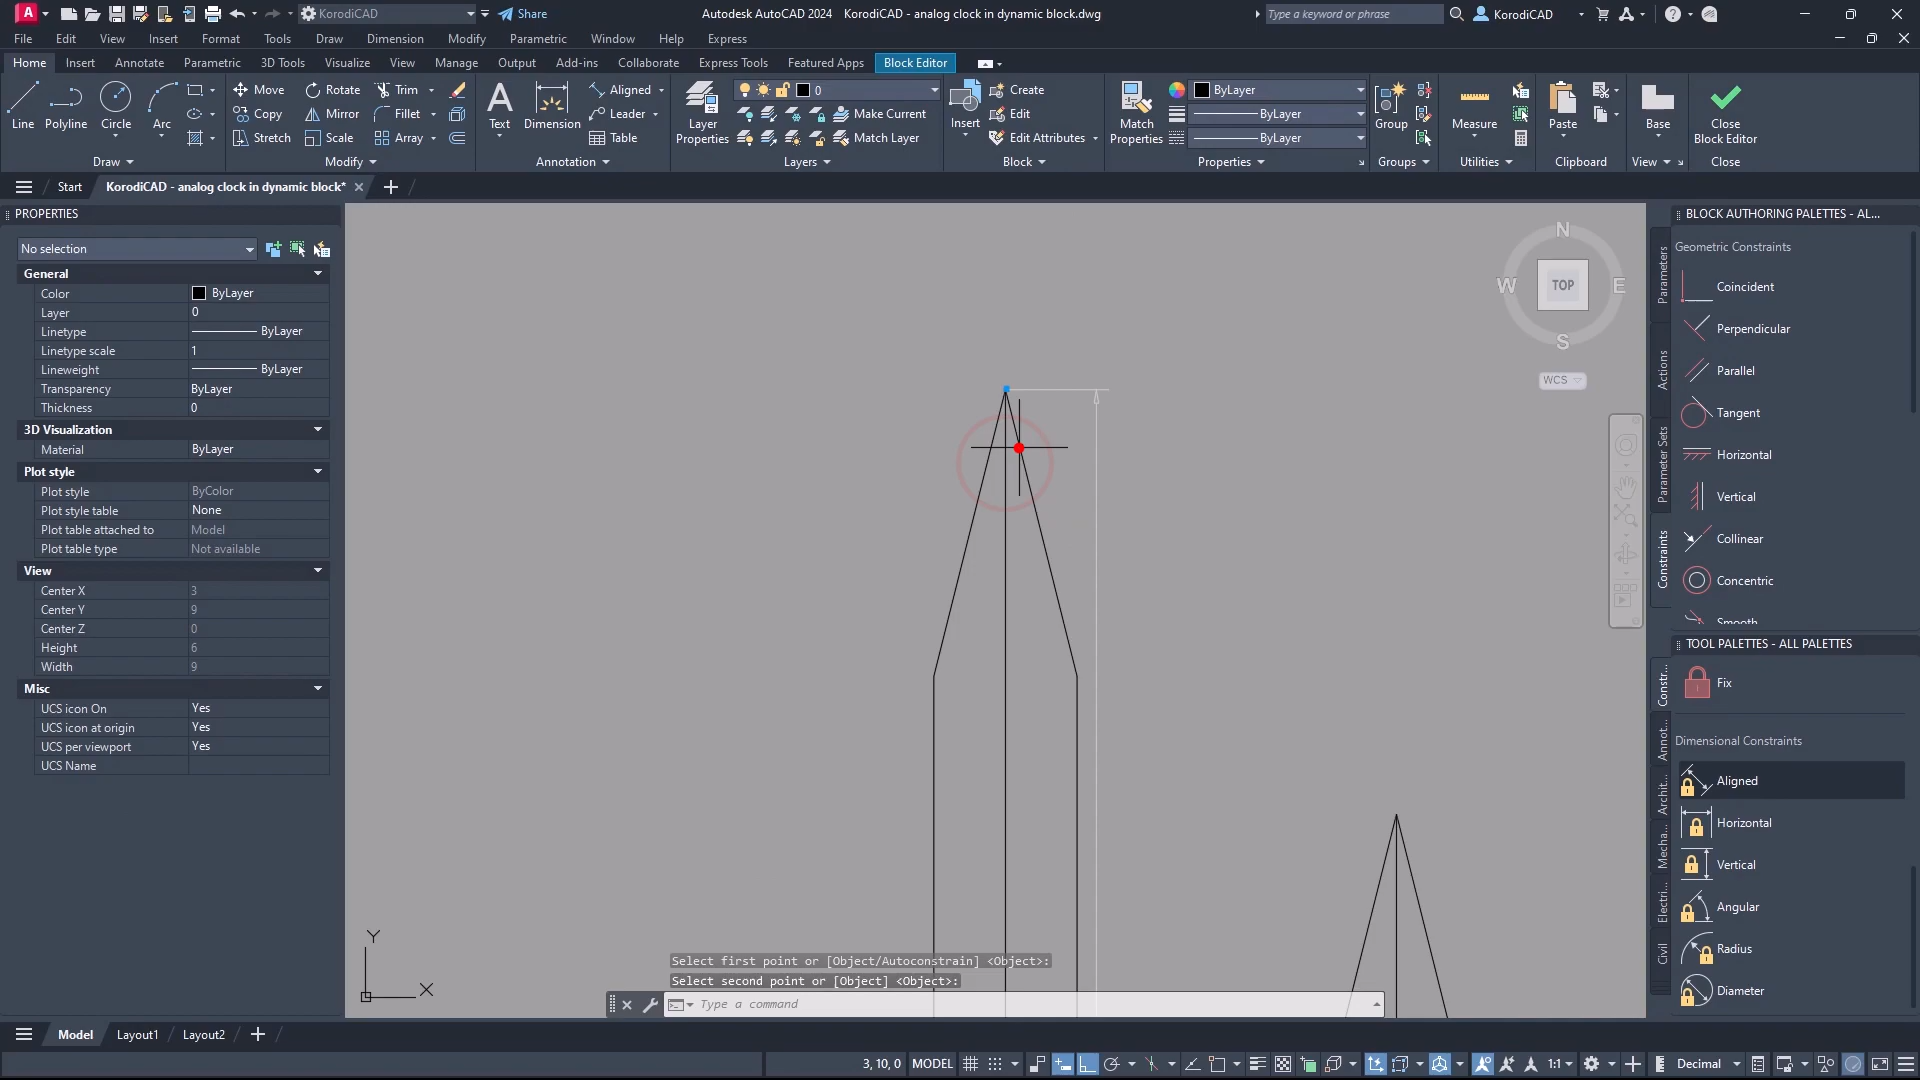 A
KorodiCAD
Share
Autodesk AutoCAD 2024 KorodiCAD - analog clock in dynamic block.dwg
Type a keyword or phrase
KorodiCAD
File Edit View Insert Format Tools Draw Dimension Modify Parametric Window Help Express
Home Insert Annotate Parametric 3D Tools Visualize View Manage Output Add-ins Collaborate Express Tools Featured Apps Block Editor
Line Polyline Circle Arc
Draw
Move Rotate Trim
Copy Mirror Fillet
Stretch Scale Array
Modify
Text Dimension
Aligned
Leader
Table
Annotation
Layer
Properties
0
Make Current
Match Layer
Layers
Insert
Create
Edit
Edit Attributes
Block
Match
Properties
ByLayer
ByLayer
ByLayer
Properties
Group
Groups
Measure
Utilities
Paste
Clipboard
Base
View
Close
Block Editor
Close
Start KorodiCAD - analog clock in dynamic block*
PROPERTIES
No selection
General
Color ByLayer
Layer 0
Linetype ByLayer
Linetype scale 1
Lineweight ByLayer
Transparency ByLayer
Thickness 0
3D Visualization
Material ByLayer
Plot style
Plot style ByColor
Plot style table None
Plot table attached to Model
Plot table type Not available
View
Center X 3
Center Y 9
Center Z 0
Height 6
Width 9
Misc
UCS icon On Yes
UCS icon at origin Yes
UCS per viewport Yes
UCS Name
N
W TOP E
S
WCS
Y
X
Select first point or [Object/Autoconstrain] <Object>:
Select second point or [Object] <Object>:
Type a command
BLOCK AUTHORING PALETTES - AL...
Parameters
Actions
Parameter Sets
Constraints
Geometric Constraints
Coincident
Perpendicular
Parallel
Tangent
Horizontal
Vertical
Collinear
Concentric
Smooth
TOOL PALETTES - ALL PALETTES
Constr...
Annot...
Archit...
Mecha...
Electri...
Civil
Fix
Dimensional Constraints
Aligned
Horizontal
Vertical
Angular
Radius
Diameter
Model Layout1 Layout2
3, 10, 0 MODEL 1:1 Decimal